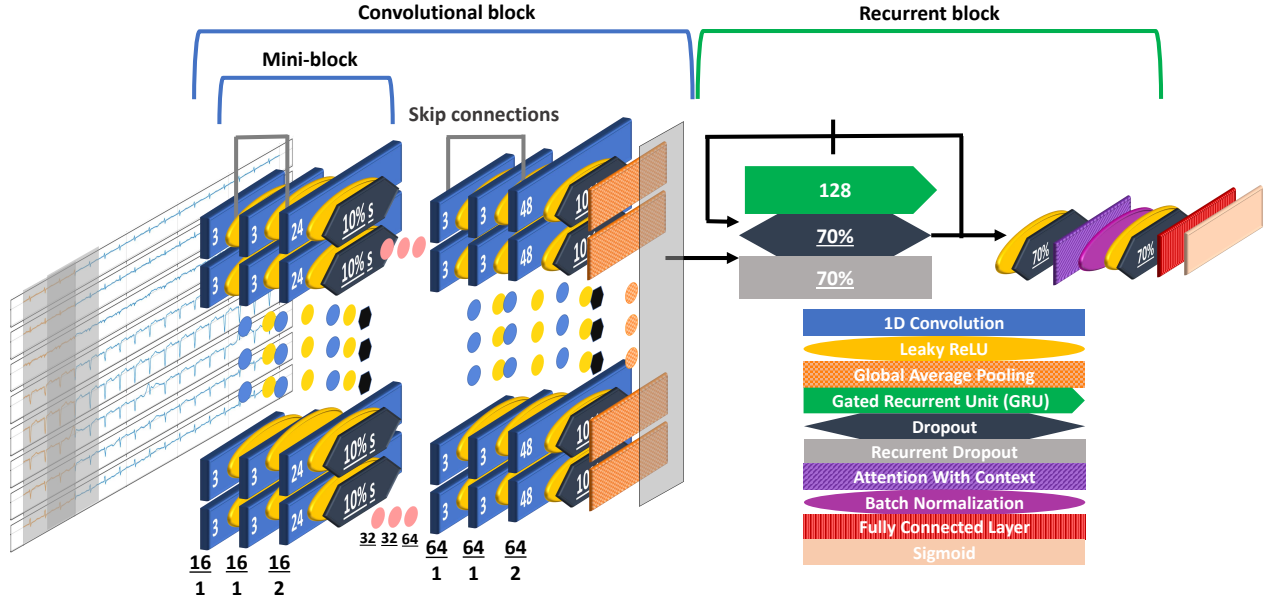 Convolutional block
Recurrent block
Mini-block
Skip connections
3 3 24 10% s
3 3 48 10
3 3 24 10% s
3 3 48 10
128
70%
70%
70%
70%
3 3 24 10% s
3 3 48 10
3 3 24 10% s
3 3 48 10
32 32 64
16 16 16
1 1 2
64 64 64
1 1 2
1D Convolution
Leaky ReLU
Global Average Pooling
Gated Recurrent Unit (GRU)
Dropout
Recurrent Dropout
Attention With Context
Batch Normalization
Fully Connected Layer
Sigmoid